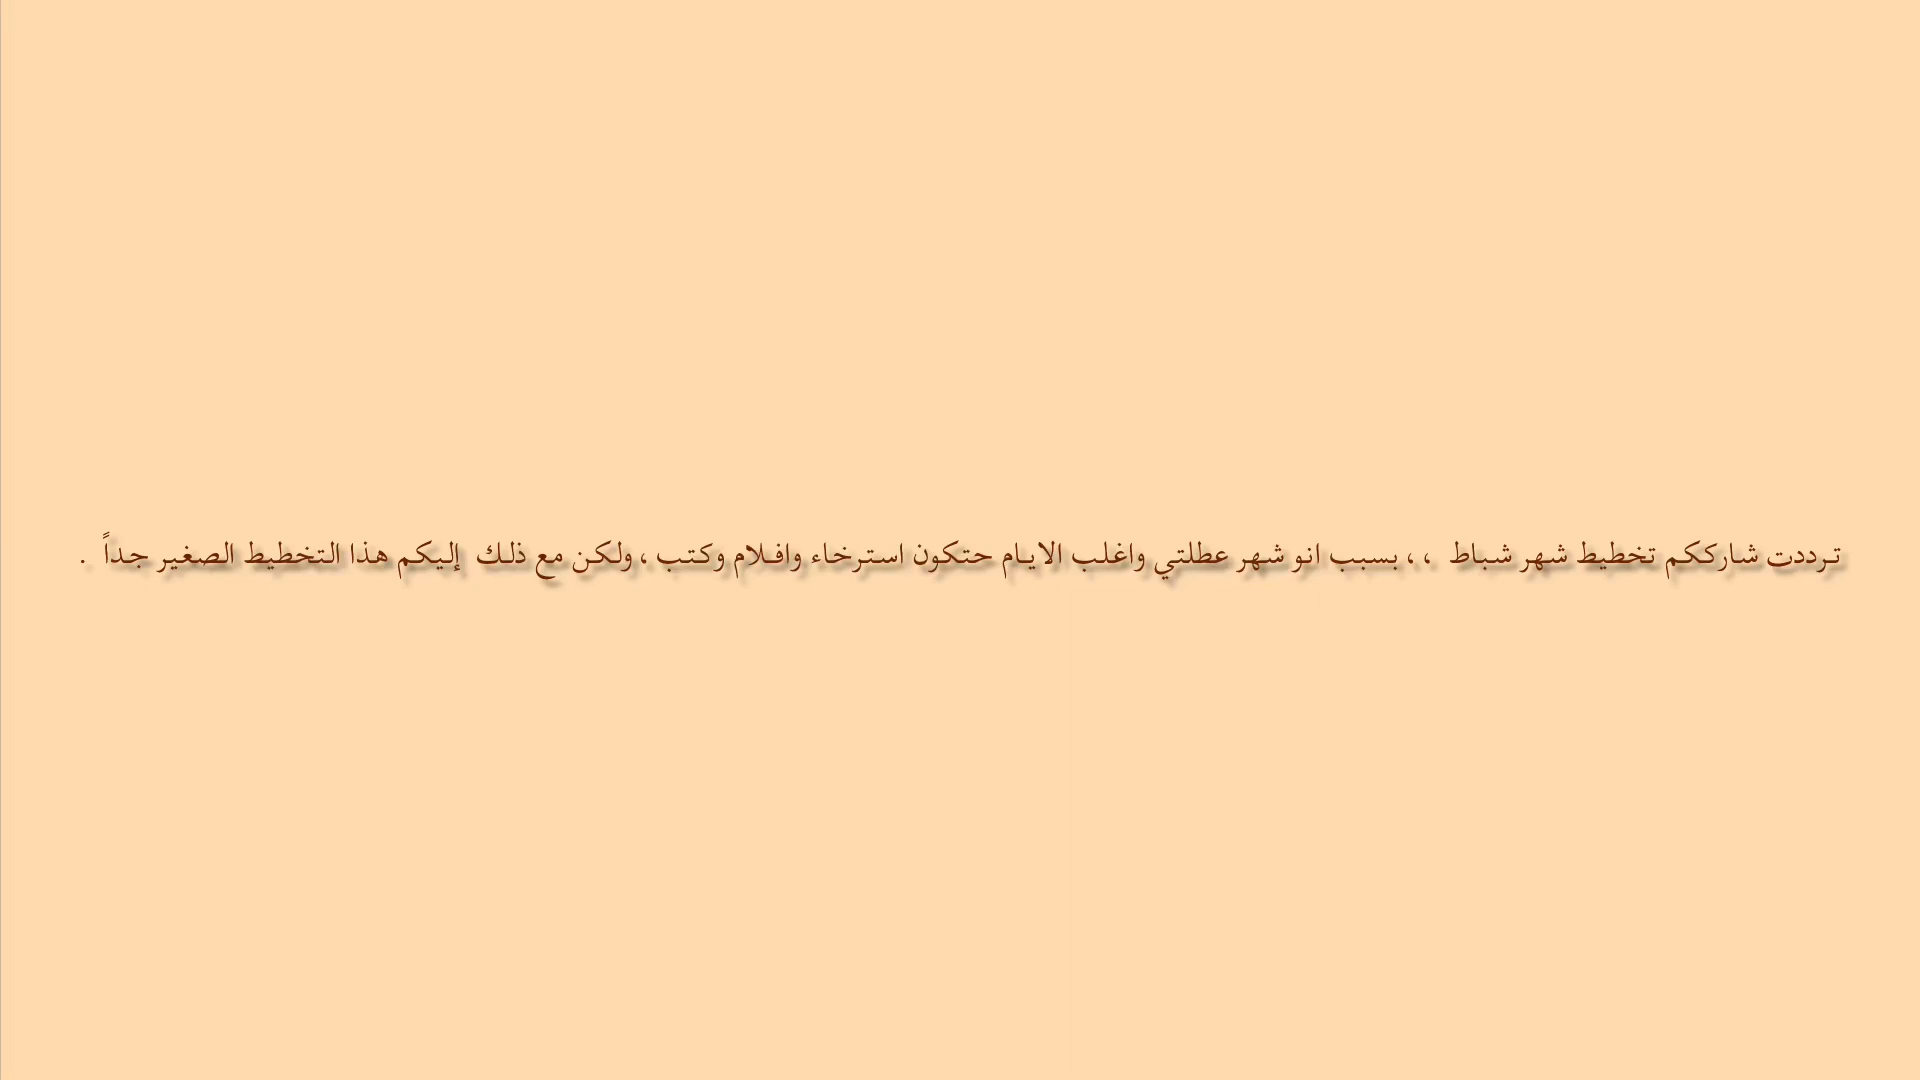 ترددت شارككم تخطيط شهر شباط ، ، ، بسبب انو شهر عطلتي واغلب الايام حتكون استرخاء وافلام وكتب ، ولكن مع ذلك إليكم هذا التخطيط الصغير جداً .